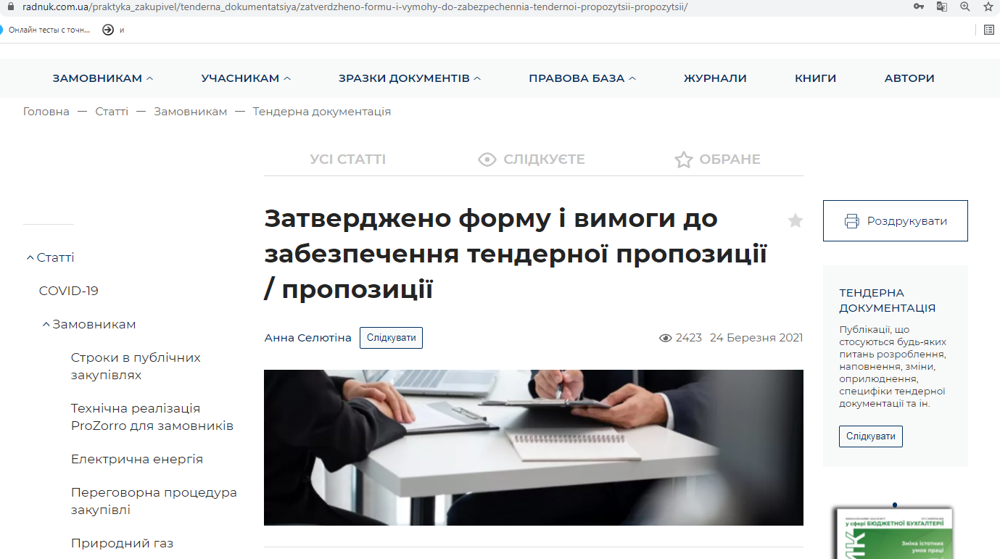 radnuk.com.ua/praktyka_zakupivel/tenderna_dokumentatsiya/zatverdzheno-formu-i-vymohy-do-zabezpechennia-tendernoi-propozytsii-propozytsii/
Онлайн тесты с точн... и
ЗАМОВНИКАМ УЧАСНИКАМ ЗРАЗКИ ДОКУМЕНТІВ ПРАВОВА БАЗА ЖУРНАЛИ КНИГИ АВТОРИ
Головна — Статті — Замовникам — Тендерна документація
УСІ СТАТТІ СЛІДКУЄТЕ ОБРАНЕ
Статті
COVID-19
Замовникам
Строки в публічних
закупівлях
Технічна реалізація
ProZorro для замовників
Електрична енергія
Переговорна процедура
закупівлі
Природний газ
Затверджено форму і вимоги до
забезпечення тендерної пропозиції
/ пропозиції
Анна Селютіна Слідкувати 2423 24 Березня 2021
Роздрукувати
ТЕНДЕРНА
ДОКУМЕНТАЦІЯ
Публікації, що
стосуються будь-яких
питань розроблення,
наповнення, зміни,
оприлюднення,
специфіки тендерної
документації та ін.
Слідкувати
у сфері БЮДЖЕТНОЇ БУХГАЛТЕРІЇ
Зміна істотних
умов праці